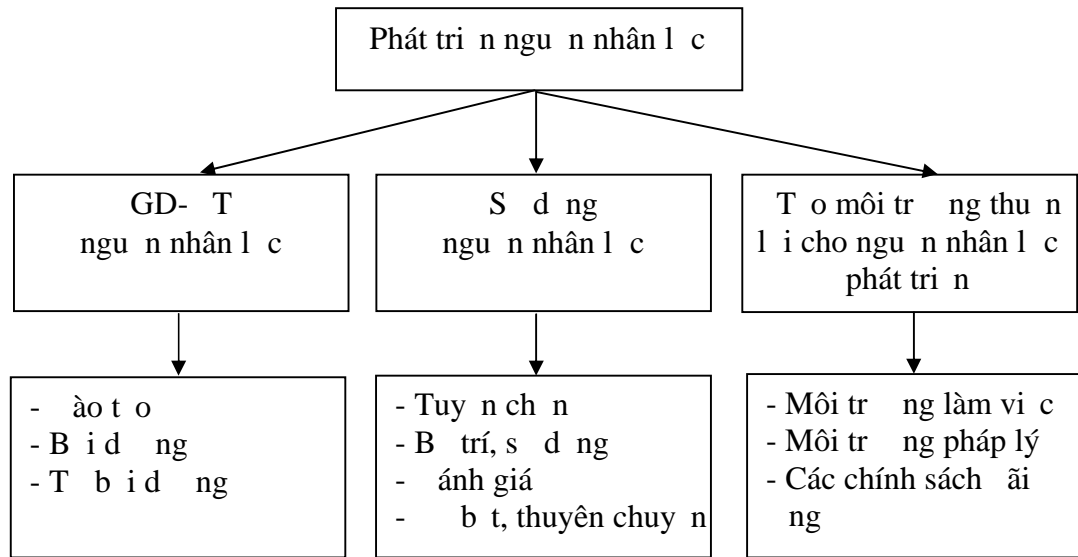 Phát tri n ngu n nhân l c
GD- T
ngu n nhân l c
S d ng
ngu n nhân l c
T o môi tr ng thu n
l i cho ngu n nhân l c
phát tri n
- ào t o
- B i d ng
- T b i d ng
- Tuy n ch n
- B trí, s d ng
- ánh giá
- b t, thuyên chuy n
- Môi tr ng làm vi c
- Môi tr ng pháp lý
- Các chính sách ãi
ng